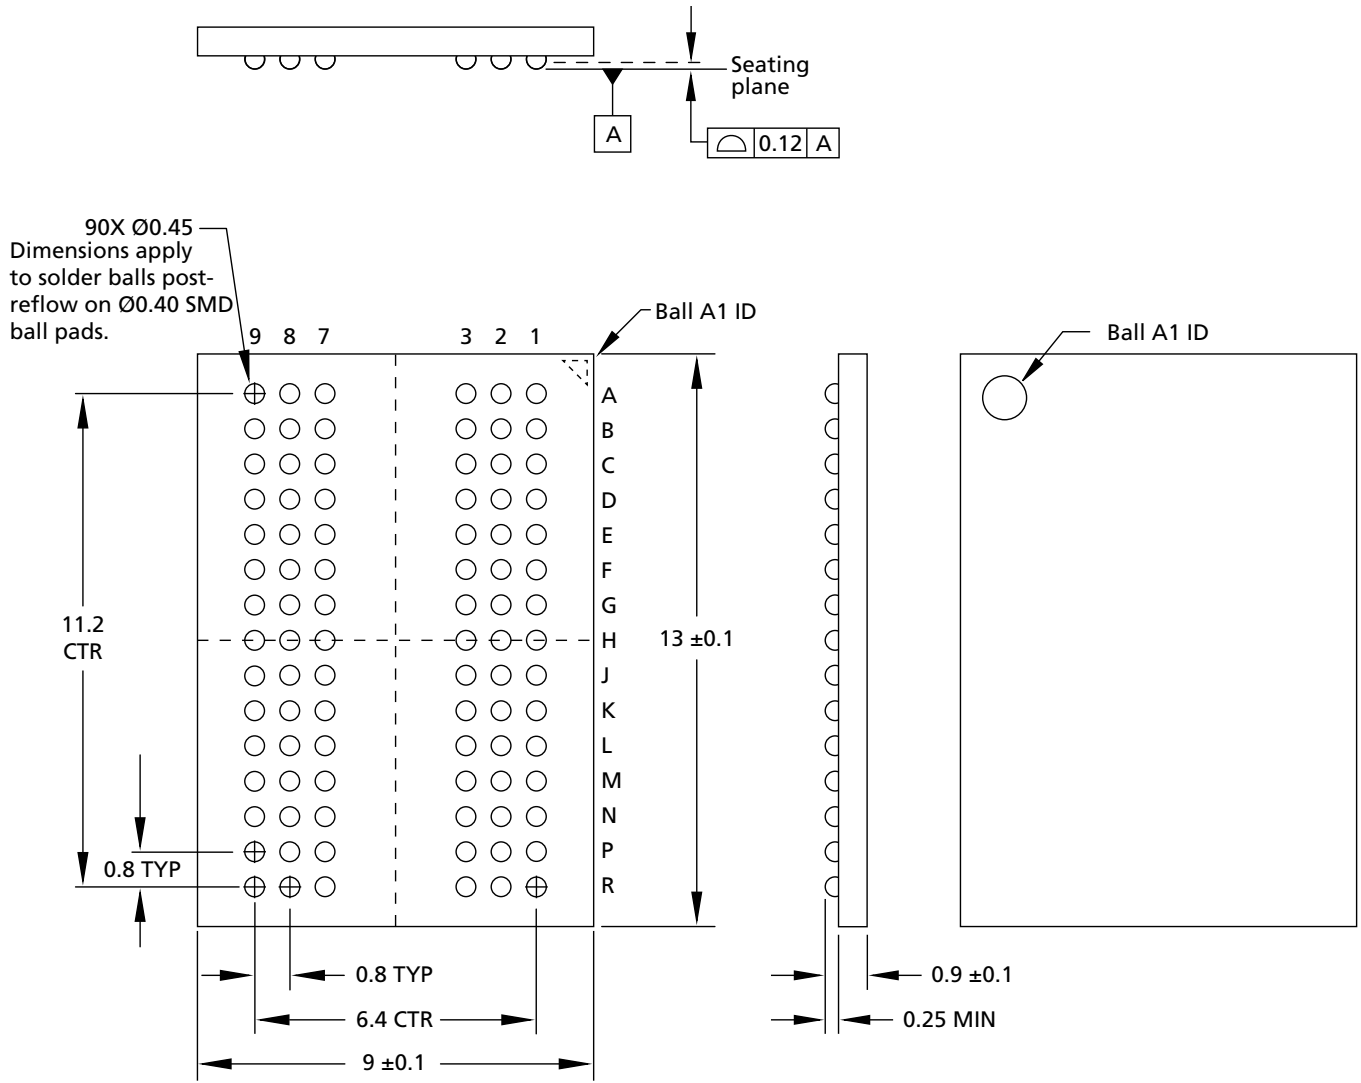 Seating
plane
A
0.12 A
90X Ø0.45
Dimensions apply
to solder balls post-
reflow on Ø0.40 SMD
ball pads.
Ball A1 ID
Ball A1 ID
9 8 7 3 2 1
A
B
C
D
E
F
G
H
J
K
L
M
N
P
R
11.2
CTR
13 ±0.1
0.8 TYP
0.8 TYP
0.9 ±0.1
6.4 CTR
0.25 MIN
9 ±0.1